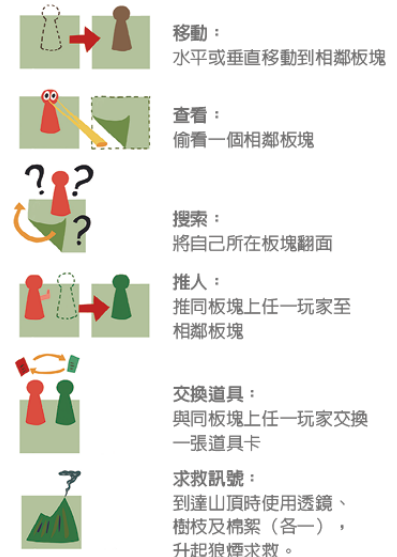 移動：
水平或垂直移動到相鄰板塊
查看：
偷看一個相鄰板塊
? ?
?
搜索：
將自己所在板塊翻面
推人：
推同板塊上任一玩家至
相鄰板塊
交換道具：
與同板塊上任一玩家交換
一張道具卡
求救訊號：
到達山頂時使用透鏡、
樹枝及棉絮（各一），
升起狼煙求救。